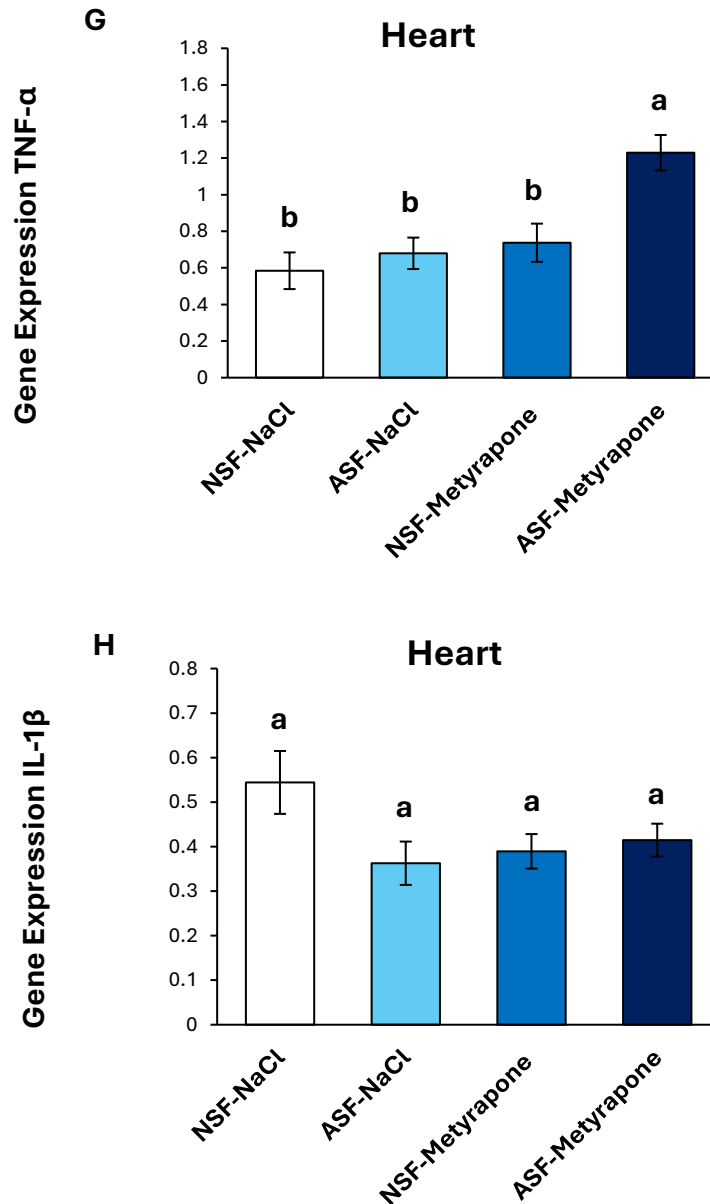 G
Heart
Gene Expression TNF-α
1.8
1.6
1.4
1.2
1
0.8
0.6
0.4
0.2
0
b
b
b
a
NSF-NaCl
ASF-NaCl
NSF-Metyrapone
ASF-Metyrapone
H
Heart
Gene Expression IL-1β
0.8
0.7
0.6
0.5
0.4
0.3
0.2
0.1
0
a
a
a
a
NSF-NaCl
ASF-NaCl
NSF-Metyrapone
ASF-Metyrapone